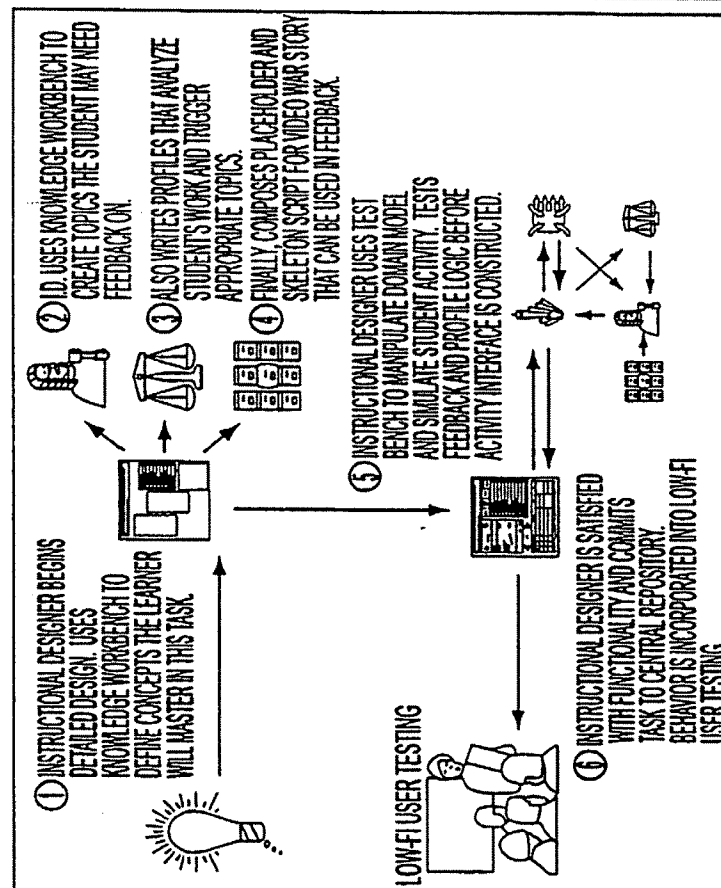 ① INSTRUCTIONAL DESIGNER BEGINS
DETAILED DESIGN. USES
KNOWLEDGE WORKBENCH TO
DEFINE CONCEPTS THE LEARNER
WILL MASTER IN THIS TASK.
② I.D. USES KNOWLEDGE WORKBENCH TO
CREATE TOPICS THE STUDENT MAY NEED
FEEDBACK ON.
③ ALSO WRITES PROFILES THAT ANALYZE
STUDENT'S WORK AND TRIGGER
APPROPRIATE TOPICS.
④ FINALLY, COMPOSES PLACEHOLDER AND
SKELETON SCRIPT FOR VIDEO WAR STORY
THAT CAN BE USED IN FEEDBACK.
⑤ INSTRUCTIONAL DESIGNER USES TEST
BENCH TO MANIPULATE DOMAIN MODEL
AND SIMULATE STUDENT ACTIVITY. TESTS
FEEDBACK AND PROFILE LOGIC BEFORE
ACTIVITY INTERFACE IS CONSTRUCTED.
LOW-FI USER TESTING
⑥ INSTRUCTIONAL DESIGNER IS SATISFIED
WITH FUNCTIONALITY AND COMMITS
TASK TO CENTRAL REPOSITORY.
BEHAVIOR IS INCORPORATED INTO LOW-FI
USER TESTING